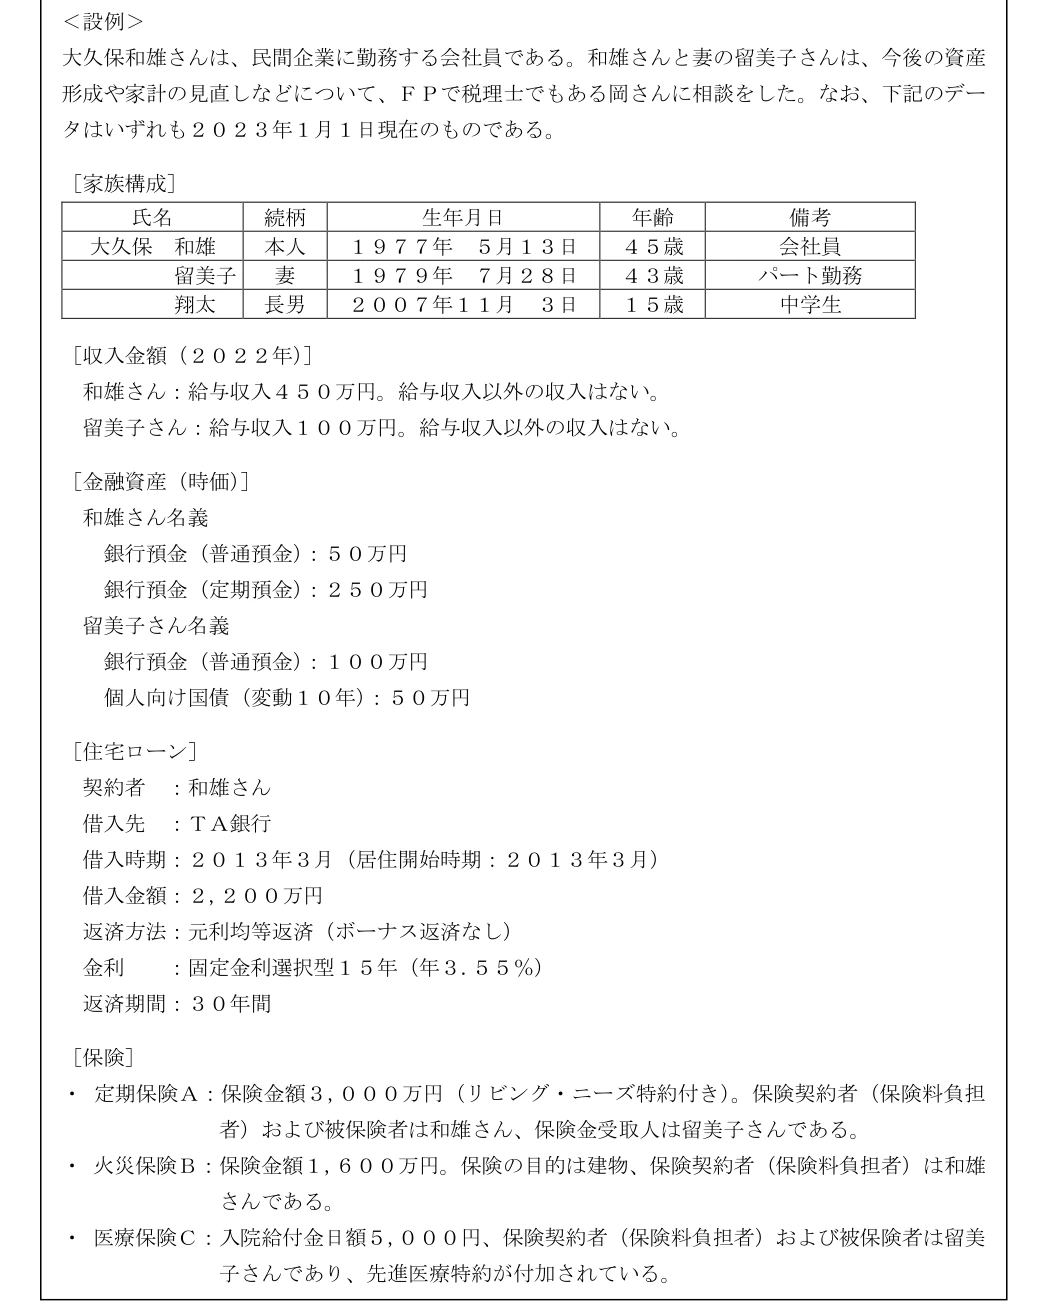 ＜設例＞
大久保和雄さんは、民間企業に勤務する会社員である。和雄さんと妻の留美子さんは、今後の資産
形成や家計の見直しなどについて、ＦＰで税理士でもある岡さんに相談をした。なお、下記のデー
タはいずれも２０２３年１月１日現在のものである。
［家族構成］
氏名 続柄 生年月日 年齢 備考
大久保　和雄 本人 １９７７年　５月１３日 ４５歳 会社員
留美子 妻 １９７９年　７月２８日 ４３歳 パート勤務
翔太 長男 ２００７年１１月　３日 １５歳 中学生
［収入金額（２０２２年）］
和雄さん：給与収入４５０万円。給与収入以外の収入はない。
留美子さん：給与収入１００万円。給与収入以外の収入はない。
［金融資産（時価）］
和雄さん名義
銀行預金（普通預金）：５０万円
銀行預金（定期預金）：２５０万円
留美子さん名義
銀行預金（普通預金）：１００万円
個人向け国債（変動１０年）：５０万円
［住宅ローン］
契約者　：和雄さん
借入先　：ＴＡ銀行
借入時期：２０１３年３月（居住開始時期：２０１３年３月）
借入金額：２,２００万円
返済方法：元利均等返済（ボーナス返済なし）
金利　　：固定金利選択型１５年（年３.５５％）
返済期間：３０年間
［保険］
・ 定期保険Ａ：保険金額３,０００万円（リビング・ニーズ特約付き）。保険契約者（保険料負担
者）および被保険者は和雄さん、保険金受取人は留美子さんである。
・ 火災保険Ｂ：保険金額１,６００万円。保険の目的は建物、保険契約者（保険料負担者）は和雄
さんである。
・ 医療保険Ｃ：入院給付金日額５,０００円、保険契約者（保険料負担者）および被保険者は留美
子さんであり、先進医療特約が付加されている。